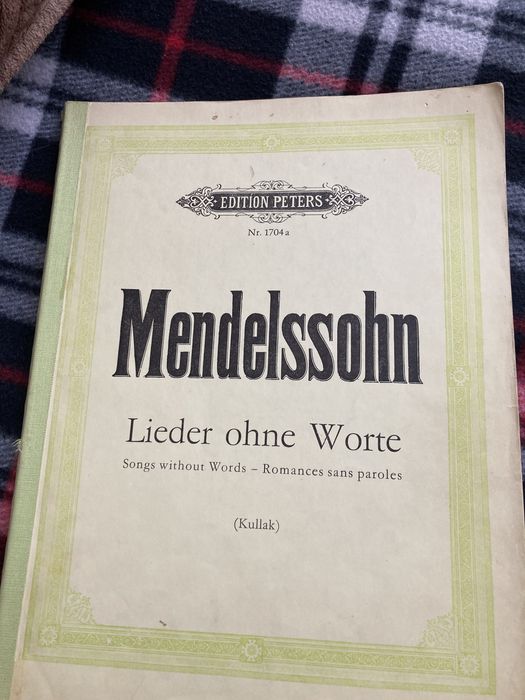 EDITION PETERS
Nr. 1704a
Mendelssohn
Lieder ohne Worte
Songs without Words – Romances sans paroles
(Kullak)